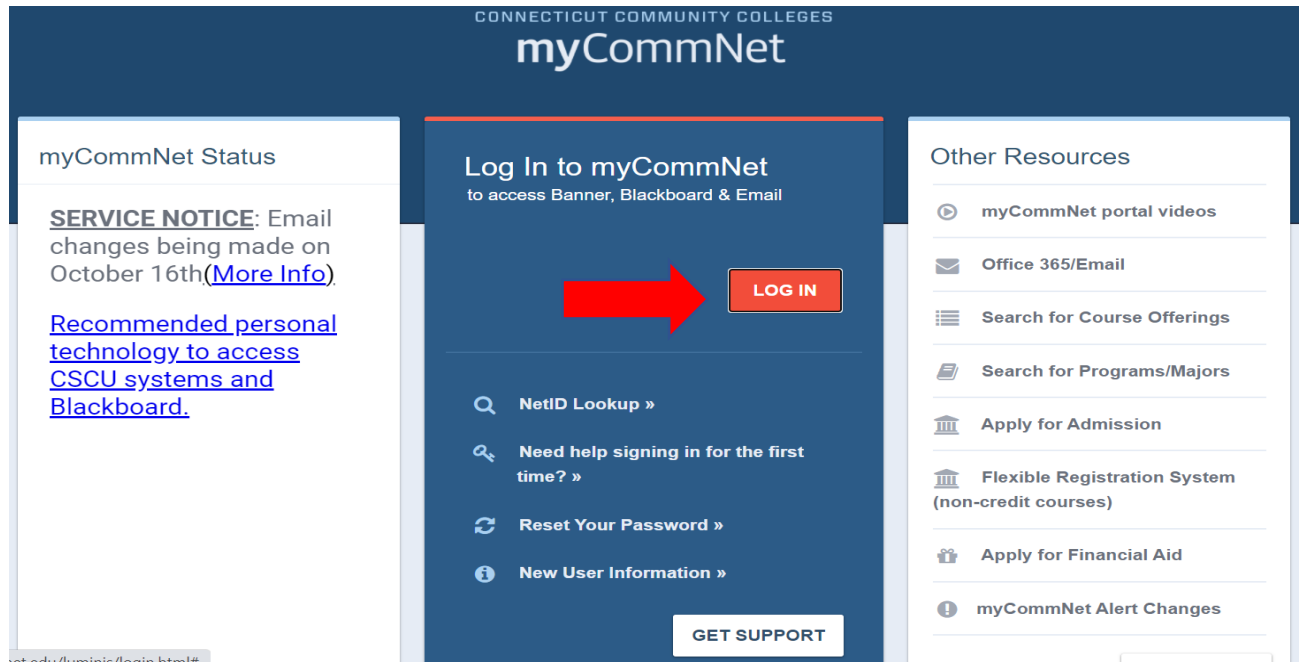 CONNECTICUT COMMUNITY COLLEGES
myCommNet
myCommNet Status
SERVICE NOTICE: Email
changes being made on
October 16th(More Info)
Recommended personal
technology to access
CSCU systems and
Blackboard.
Log In to myCommNet
to access Banner, Blackboard & Email
LOG IN
NetID Lookup »
Need help signing in for the first
time? »
Reset Your Password »
New User Information »
GET SUPPORT
Other Resources
myCommNet portal videos
Office 365/Email
Search for Course Offerings
Search for Programs/Majors
Apply for Admission
Flexible Registration System
(non-credit courses)
Apply for Financial Aid
myCommNet Alert Changes